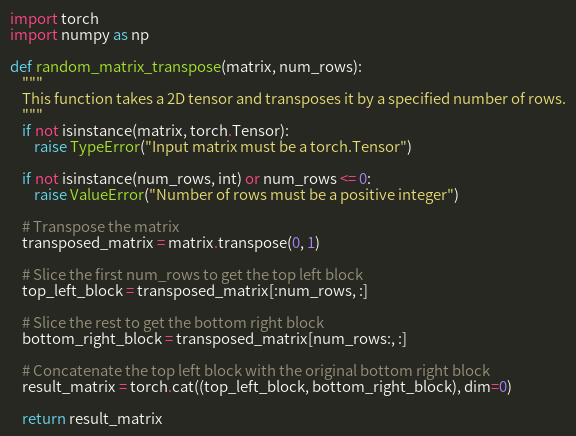 import torch
import numpy as np
def random_matrix_transpose(matrix, num_rows):
"""
This function takes a 2D tensor and transposes it by a specified number of rows.
"""
if not isinstance(matrix, torch.Tensor):
raise TypeError("Input matrix must be a torch.Tensor")
if not isinstance(num_rows, int) or num_rows <= 0:
raise ValueError("Number of rows must be a positive integer")
# Transpose the matrix
transposed_matrix = matrix.transpose(0, 1)
# Slice the first num_rows to get the top left block
top_left_block = transposed_matrix[:num_rows, :]
# Slice the rest to get the bottom right block
bottom_right_block = transposed_matrix[num_rows:, :]
# Concatenate the top left block with the original bottom right block
result_matrix = torch.cat((top_left_block, bottom_right_block), dim=0)
return result_matrix